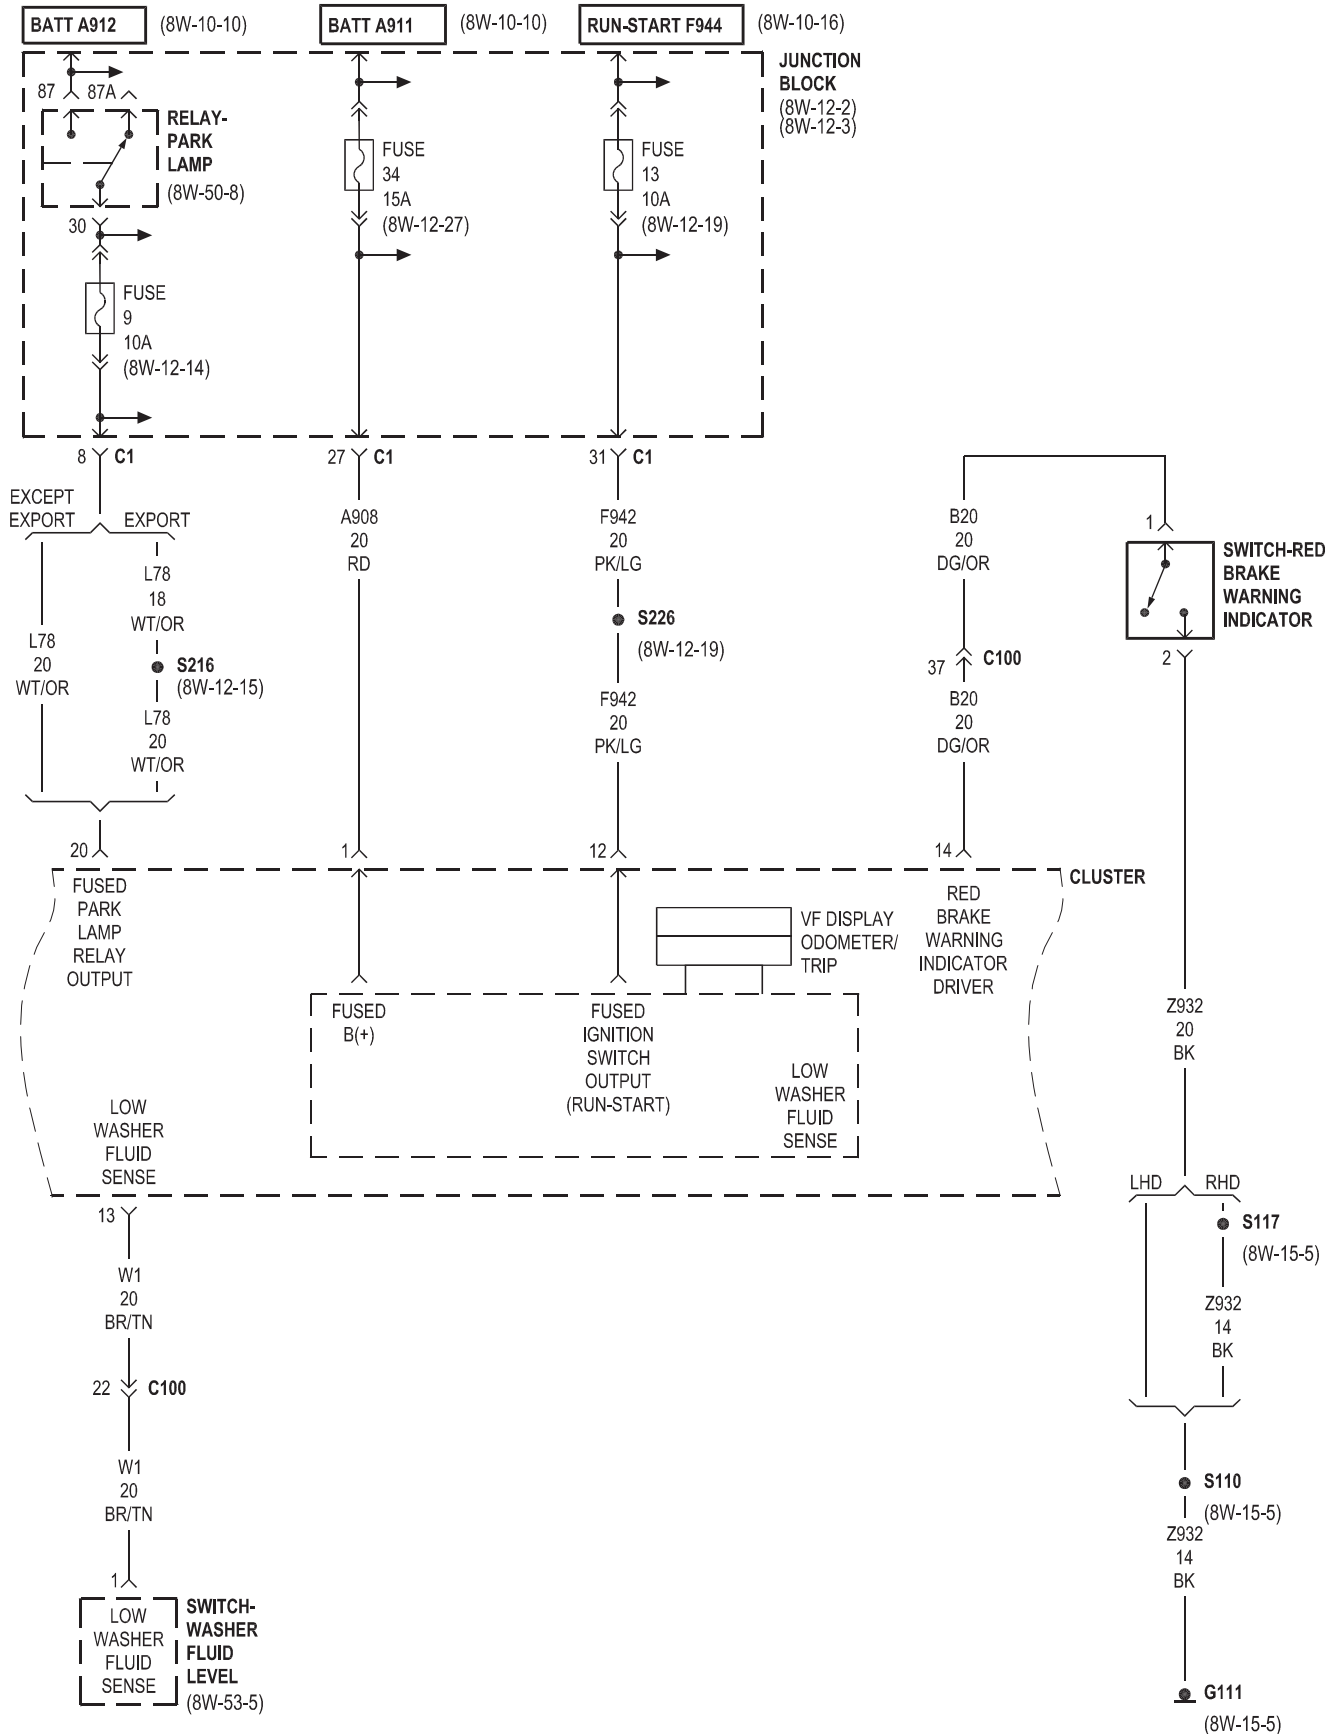 BATT A912
(8W-10-10)
BATT A911
(8W-10-10)
RUN-START F944
(8W-10-16)
JUNCTION
BLOCK
(8W-12-2)
(8W-12-3)
87
87A
RELAY-
PARK
LAMP
(8W-50-8)
30
FUSE
9
10A
(8W-12-14)
FUSE
34
15A
(8W-12-27)
FUSE
13
10A
(8W-12-19)
8
C1
27
C1
31
C1
EXCEPT
EXPORT
EXPORT
L78
20
WT/OR
L78
18
WT/OR
S216
(8W-12-15)
L78
20
WT/OR
A908
20
RD
F942
20
PK/LG
S226
(8W-12-19)
F942
20
PK/LG
B20
20
DG/OR
37
C100
B20
20
DG/OR
1
SWITCH-RED
BRAKE
WARNING
INDICATOR
2
20
1
12
14
CLUSTER
FUSED
PARK
LAMP
RELAY
OUTPUT
VF DISPLAY
ODOMETER/
TRIP
RED
BRAKE
WARNING
INDICATOR
DRIVER
FUSED
B(+)
FUSED
IGNITION
SWITCH
OUTPUT
(RUN-START)
LOW
WASHER
FLUID
SENSE
LOW
WASHER
FLUID
SENSE
Z932
20
BK
LHD
RHD
S117
(8W-15-5)
Z932
14
BK
S110
(8W-15-5)
Z932
14
BK
G111
(8W-15-5)
13
W1
20
BR/TN
22
C100
W1
20
BR/TN
1
LOW
WASHER
FLUID
SENSE
SWITCH-
WASHER
FLUID
LEVEL
(8W-53-5)